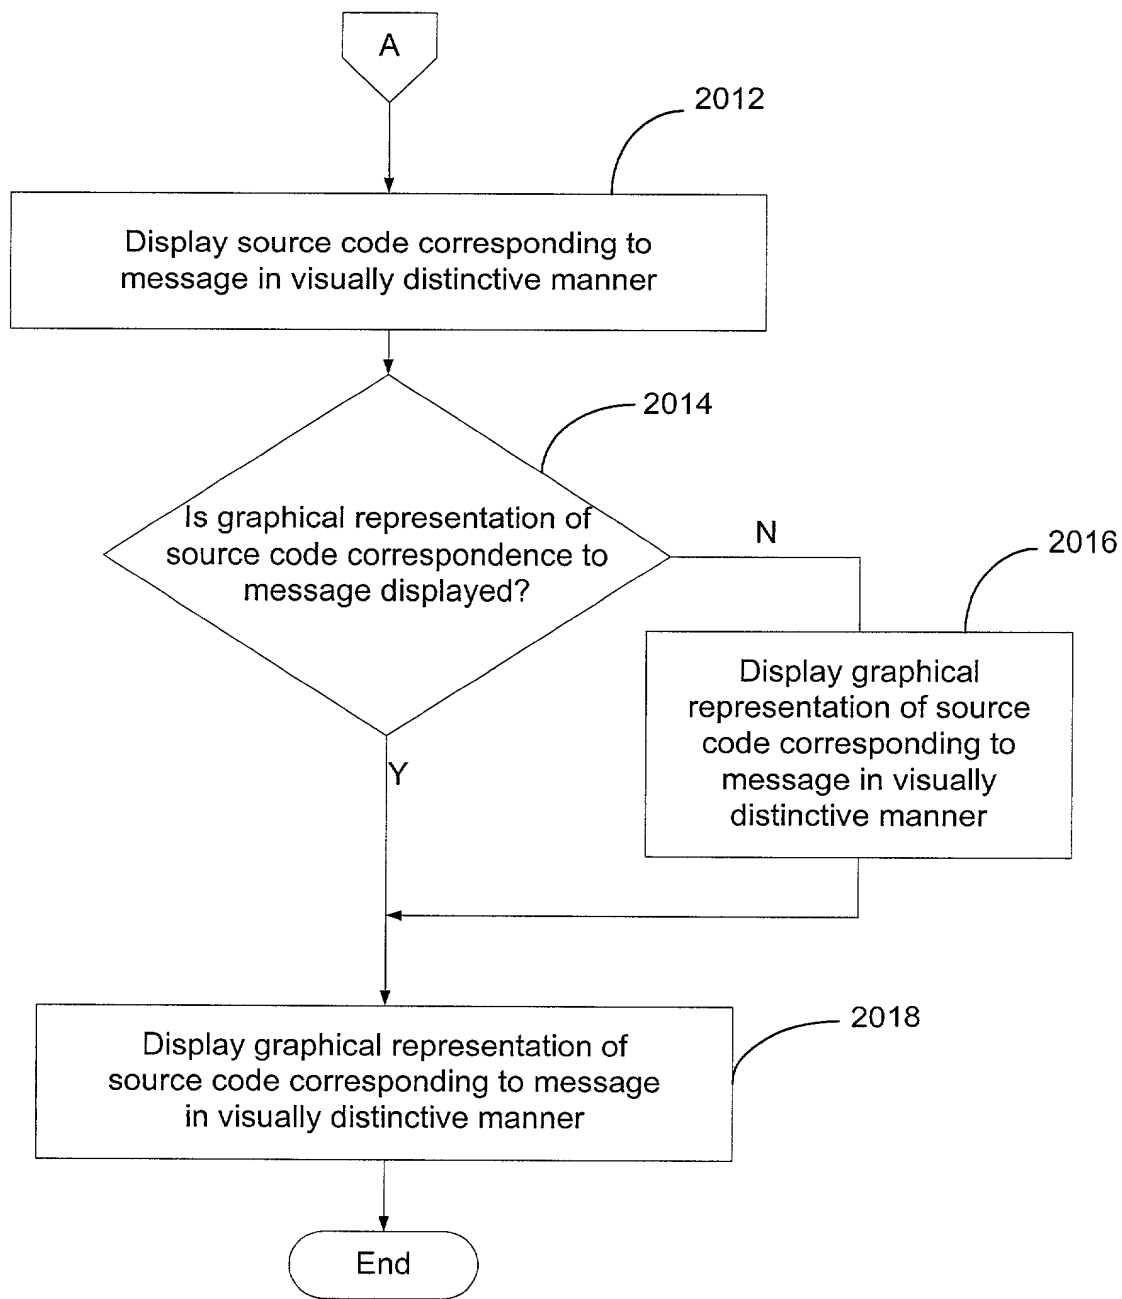 A
2012
Display source code corresponding to
message in visually distinctive manner
2014
Is graphical representation of
source code correspondence to
message displayed?
N
2016
Display graphical
representation of source
code corresponding to
message in visually
distinctive manner
Y
2018
Display graphical representation of
source code corresponding to message
in visually distinctive manner
End